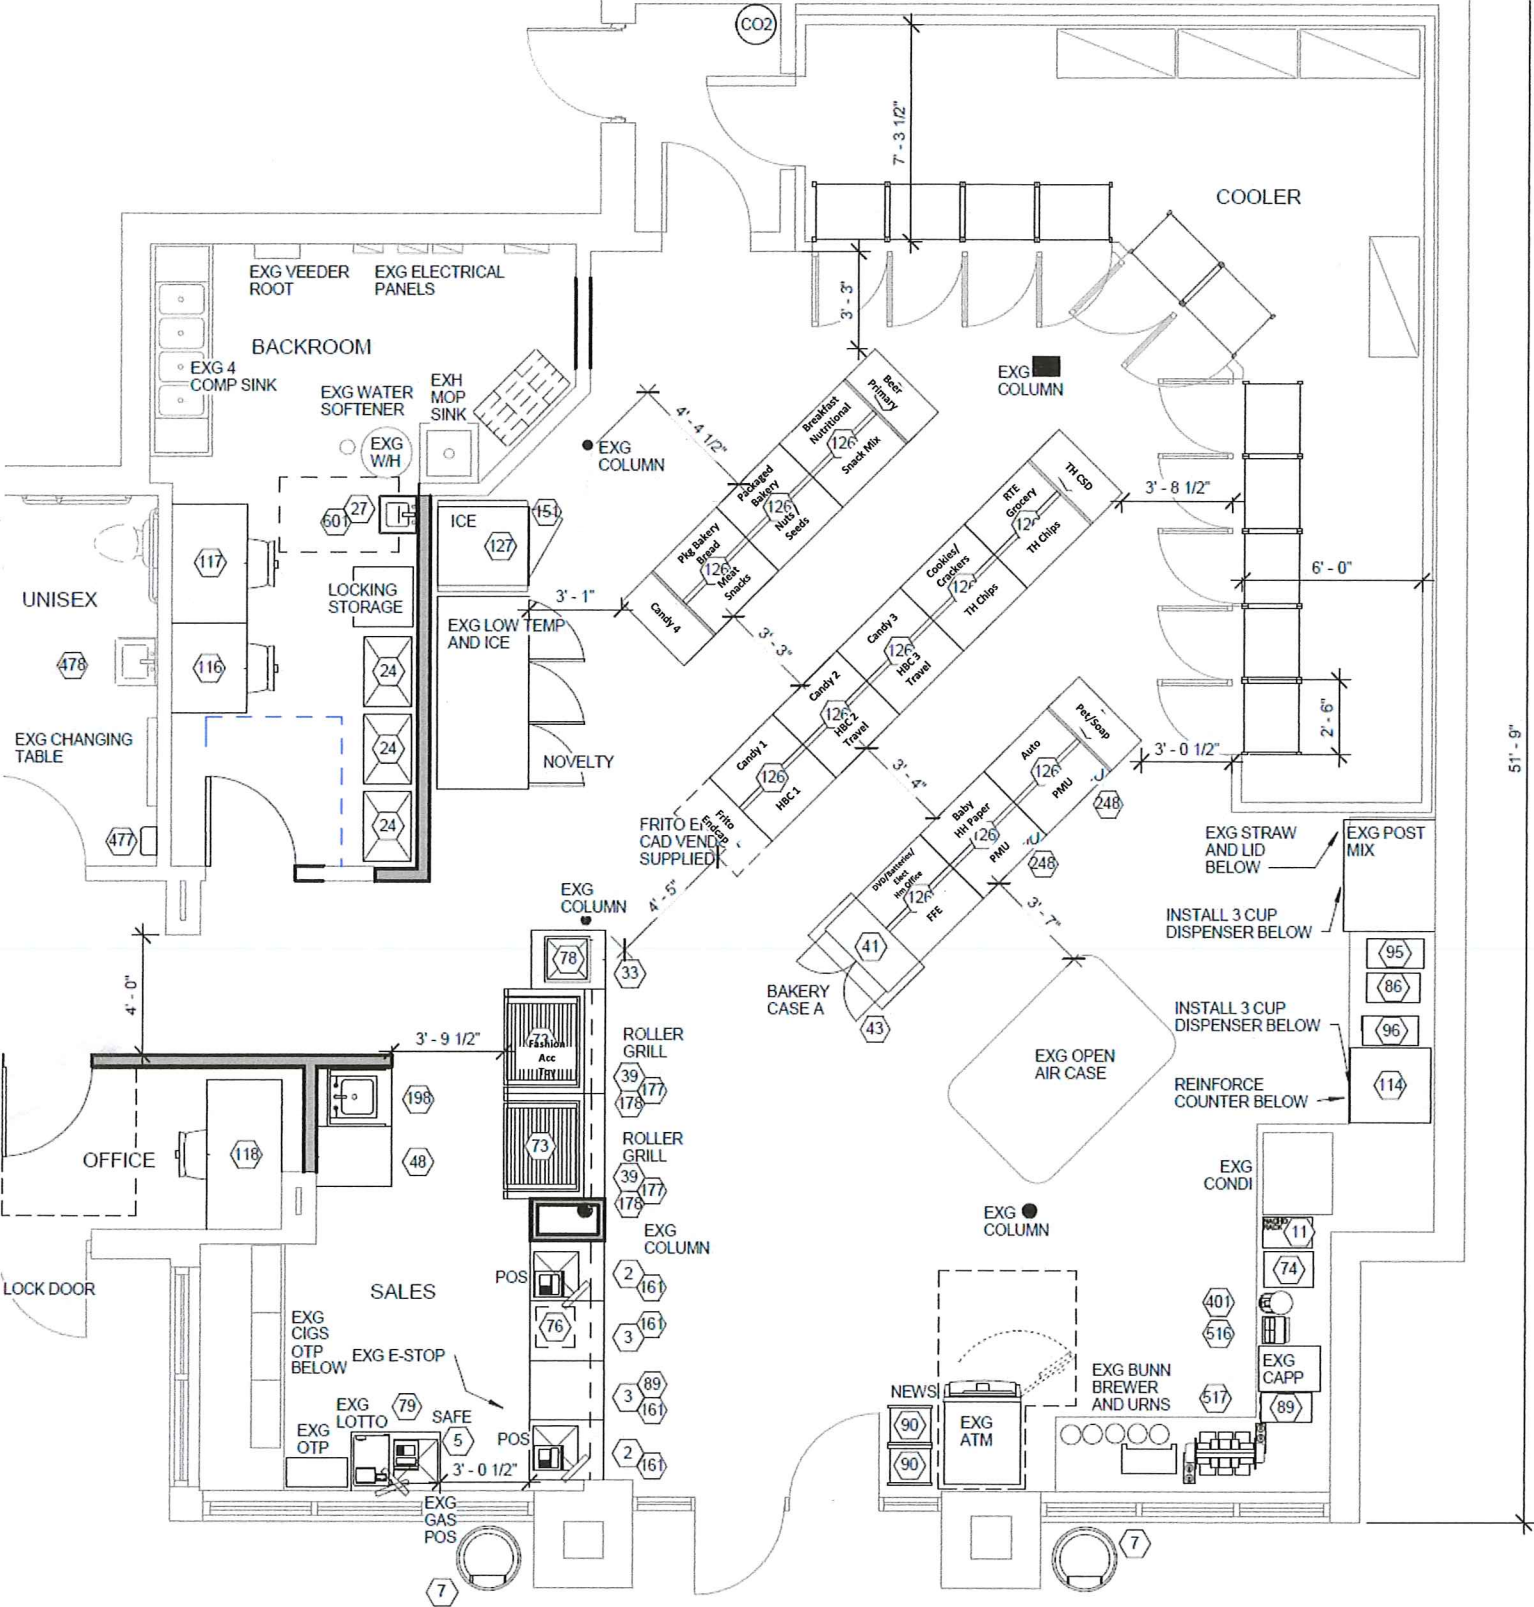 CO2
7' - 3 1/2"
COOLER
EXG VEEDER
ROOT
EXG ELECTRICAL
PANELS
BACKROOM
3' - 3"
EXG 4
COMP SINK
EXG WATER
SOFTENER
EXH
MOP
SINK
EXG
W/H
EXG
COLUMN
4' - 4 1/2"
EXG
COLUMN
Beer
Primary
Breakfast
Nutritional
126
Snack Mix
Packaged
Bakery
126
Nuts
Seeds
Pkg Bakery
Bread
126
Meat
Snacks
Candy 4
TH CSD
RTE
Grocery
TH Chips
Cookies/
Crackers
TH Chips
Candy 3
126
HBC 3
Travel
Candy 2
126
HBC 2
Travel
Candy 1
126
HBC 1
Frito
Endcap
3' - 8 1/2"
6' - 0"
2' - 6"
3' - 0 1/2"
51' - 9"
601
27
ICE
127
151
117
UNISEX
LOCKING
STORAGE
3' - 1"
EXG LOW TEMP
AND ICE
3' - 3"
478
116
24
24
24
EXG CHANGING
TABLE
NOVELTY
477
3' - 4"
Pet/Soap
Auto
126
PMU
248
Baby
HH Paper
126
PMU
248
DVD/Batteries/
Elect
Hm Office
126
FFE
CAD VEND
SUPPLIED
4' - 5"
41
BAKERY
CASE A
43
3' - 7"
EXG STRAW
AND LID
BELOW
EXG POST
MIX
INSTALL 3 CUP
DISPENSER BELOW
95
86
96
114
INSTALL 3 CUP
DISPENSER BELOW
REINFORCE
COUNTER BELOW
EXG
COLUMN
78
33
4' - 0"
3' - 9 1/2"
73
Fashion
Acc
ROLLER
GRILL
39
177
178
EXG OPEN
AIR CASE
198
48
OFFICE
118
73
ROLLER
GRILL
39
177
178
EXG
COLUMN
EXG
CONDI
EXG
COLUMN
11
74
401
516
EXG
CAPP
89
517
LOCK DOOR
SALES
POS
2
161
76
161
3
EXG
CIGS
OTP
BELOW
EXG E-STOP
89
3
161
EXG
LOTTO
79
SAFE
5
EXG
OTP
POS
2
161
3' - 0 1/2"
EXG
GAS
POS
NEWS
90
90
EXG
ATM
EXG BUNN
BREWER
AND URNS
7
7